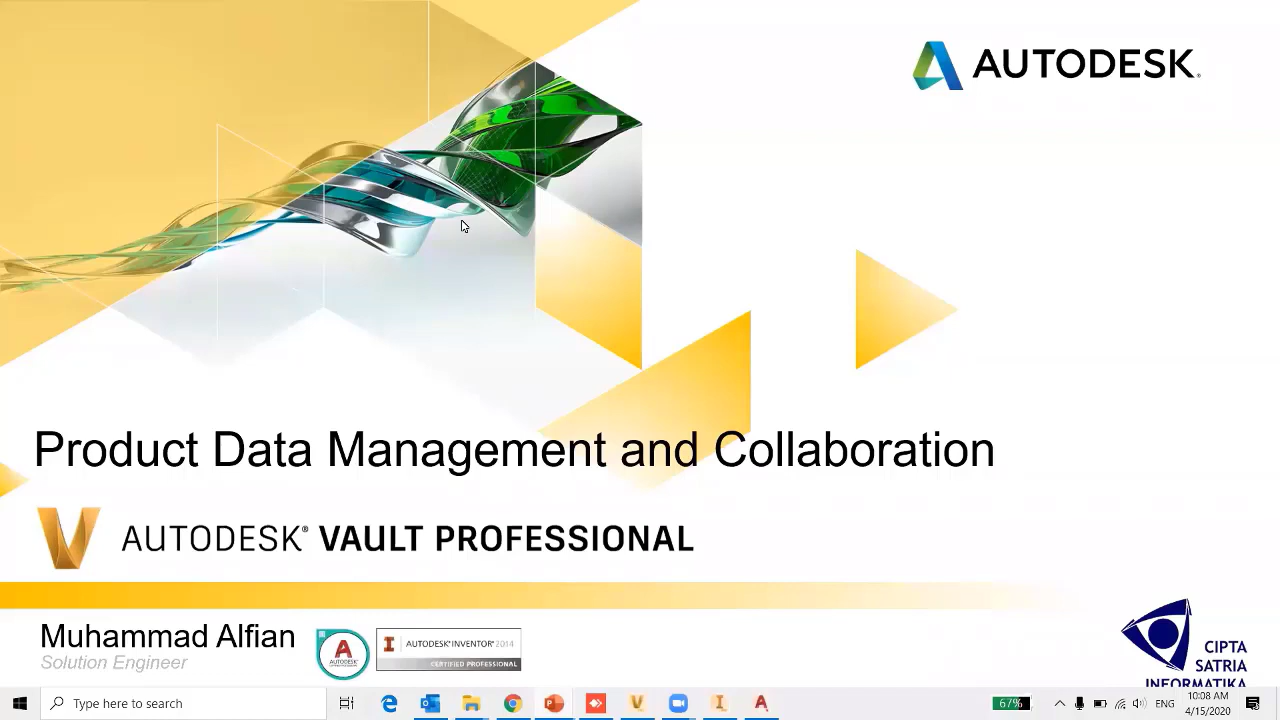 AUTODESK®
Product Data Management and Collaboration
AUTODESK® VAULT PROFESSIONAL
Muhammad Alfian
Solution Engineer
AUTODESK
AUTODESK® INVENTOR® 2014
CERTIFIED PROFESSIONAL
CIPTA
SATRIA
INFORMATIKA
Type here to search
67%
ENG
10:08 AM
4/15/2020